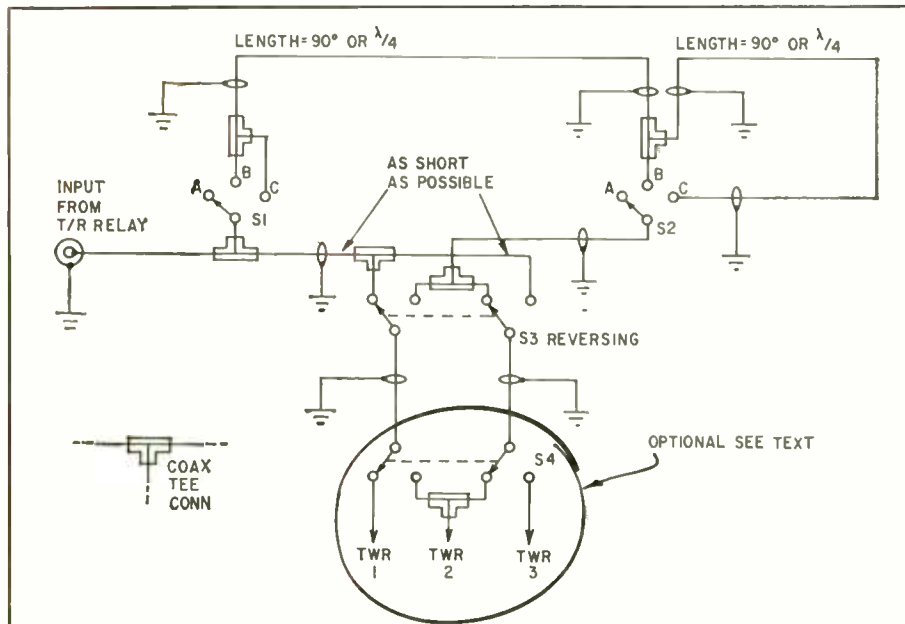 LENGTH=90° OR λ/4
LENGTH=90° OR λ/4
B
A
C
S1
INPUT
FROM
T/R RELAY
AS SHORT
AS POSSIBLE
B
A
C
S2
S3 REVERSING
OPTIONAL SEE TEXT
S4
COAX
TEE
CONN
TWR
1
TWR
2
TWR
3